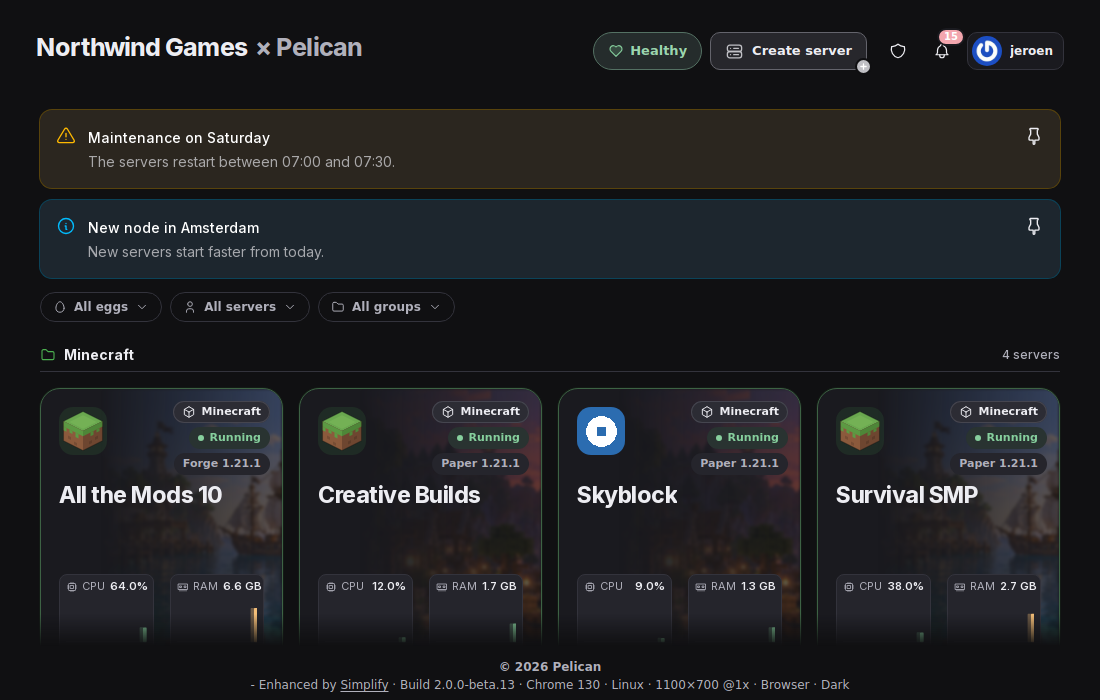 Northwind Games × Pelican
Healthy
Create server
15
jeroen
Maintenance on Saturday
The servers restart between 07:00 and 07:30.
New node in Amsterdam
New servers start faster from today.
All eggs
All servers
All groups
Minecraft
4 servers
Minecraft
Running
Forge 1.21.1
All the Mods 10
CPU 64.0%
RAM 6.6 GB
Minecraft
Running
Paper 1.21.1
Creative Builds
CPU 12.0%
RAM 1.7 GB
Minecraft
Running
Paper 1.21.1
Skyblock
CPU 9.0%
RAM 1.3 GB
Minecraft
Running
Paper 1.21.1
Survival SMP
CPU 38.0%
RAM 2.7 GB
© 2026 Pelican
- Enhanced by Simplify · Build 2.0.0-beta.13 · Chrome 130 · Linux · 1100×700 @1x · Browser · Dark